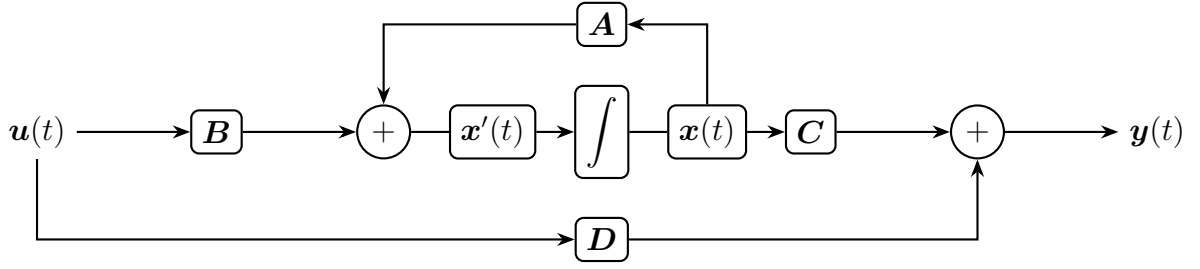 A
u(t) B + x′(t) ∫ x(t) C + y(t)
D